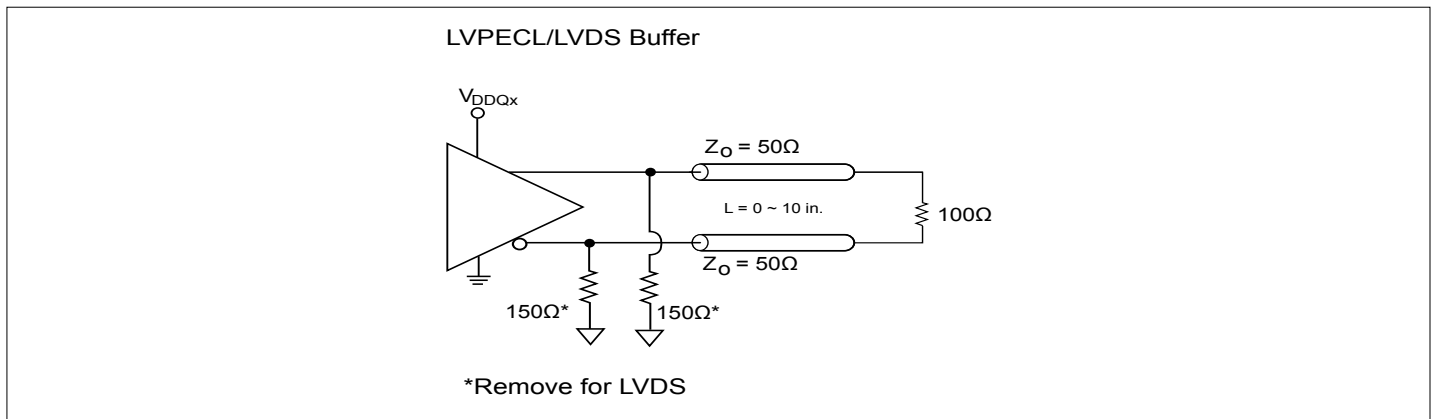 LVPECL/LVDS Buffer
VDDQx
ZO = 50Ω
L = 0 ~ 10 in.
100Ω
ZO = 50Ω
150Ω*
150Ω*
*Remove for LVDS